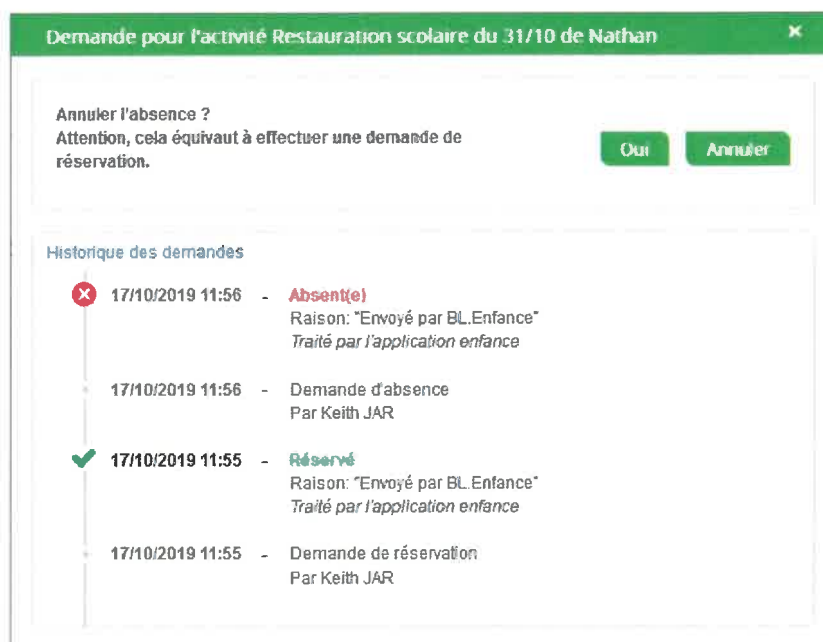 Demande pour l'activité Restauration scolaire du 31/10 de Nathan
Annuler l'absence ?
Attention, cela équivaut à effectuer une demande de
réservation.
Oui
Annuler
Historique des demandes
17/10/2019 11:56 - Absent(e)
Raison: "Envoyé par BL.Enfance"
Traité par l'application enfance
17/10/2019 11:56 - Demande d'absence
Par Keith JAR
17/10/2019 11:55 - Réservé
Raison: "Envoyé par BL.Enfance"
Traité par l'application enfance
17/10/2019 11:55 - Demande de réservation
Par Keith JAR